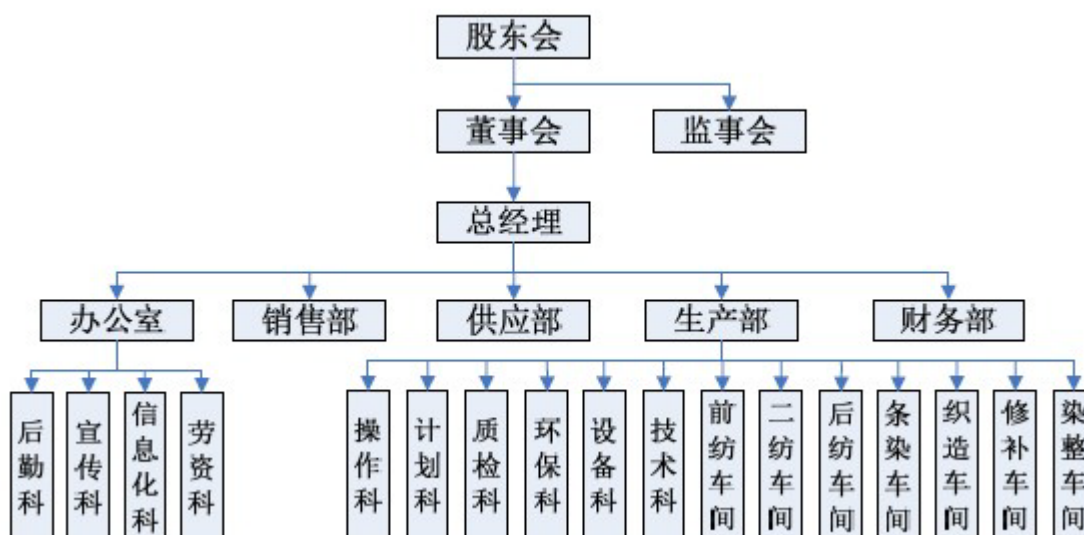 股东会
董事会
监事会
总经理
办公室
销售部
供应部
生产部
财务部
后勤科
宣传科
信息化科
劳资科
操作科
计划科
质检科
环保科
设备科
技术科
前纺车间
二纺车间
后纺车间
条染车间
织造车间
修补车间
染整车间